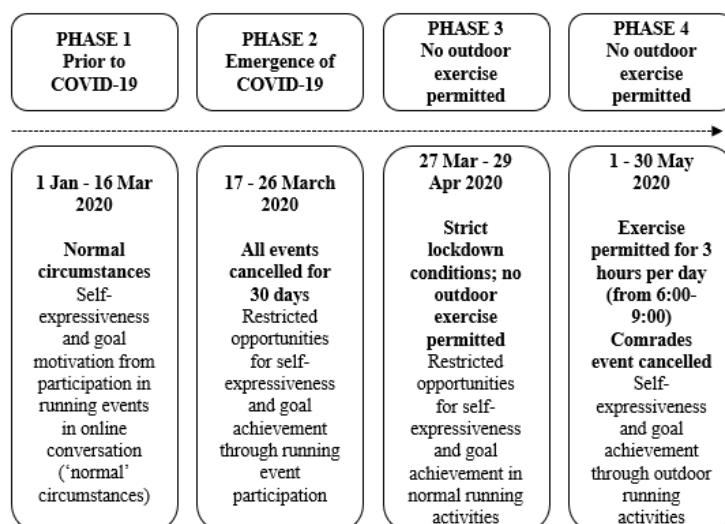 PHASE 1
Prior to
COVID-19
PHASE 2
Emergence of
COVID-19
PHASE 3
No outdoor
exercise
permitted
PHASE 4
No outdoor
exercise
permitted
1 Jan - 16 Mar
2020
Normal
circumstances
Self-
expressiveness
and goal
motivation from
participation in
running events
in online
conversation
(‘normal’
circumstances)
17 - 26 March
2020
All events
cancelled for
30 days
Restricted
opportunities
for self-
expressiveness
and goal
achievement
through running
event
participation
27 Mar - 29
Apr 2020
Strict
lockdown
conditions; no
outdoor
exercise
permitted
Restricted
opportunities
for self-
expressiveness
and goal
achievement in
normal running
activities
1 - 30 May
2020
Exercise
permitted for 3
hours per day
(from 6:00-
9:00)
Comrades
event cancelled
Self-
expressiveness
and goal
achievement
through outdoor
running
activities